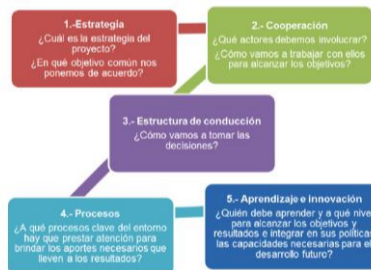 1.-Estrategia
¿Cuál es la estrategia del
proyecto?
¿En qué objetivo común nos
ponemos de acuerdo?
2.- Cooperación
¿Qué actores debemos involucrar?
¿Cómo vamos a trabajar con ellos
para alcanzar los objetivos?
3.- Estructura de conducción
¿Cómo vamos a tomar las
decisiones?
4.- Procesos
¿A qué procesos clave del entorno
hay que prestar atención para
brindar los aportes necesarios que
lleven a los resultados?
5.- Aprendizaje e innovación
¿Quién debe aprender y a qué nivel
para alcanzar los objetivos y
resultados e integrar en sus políticas
las capacidades necesarias para el
desarrollo futuro?